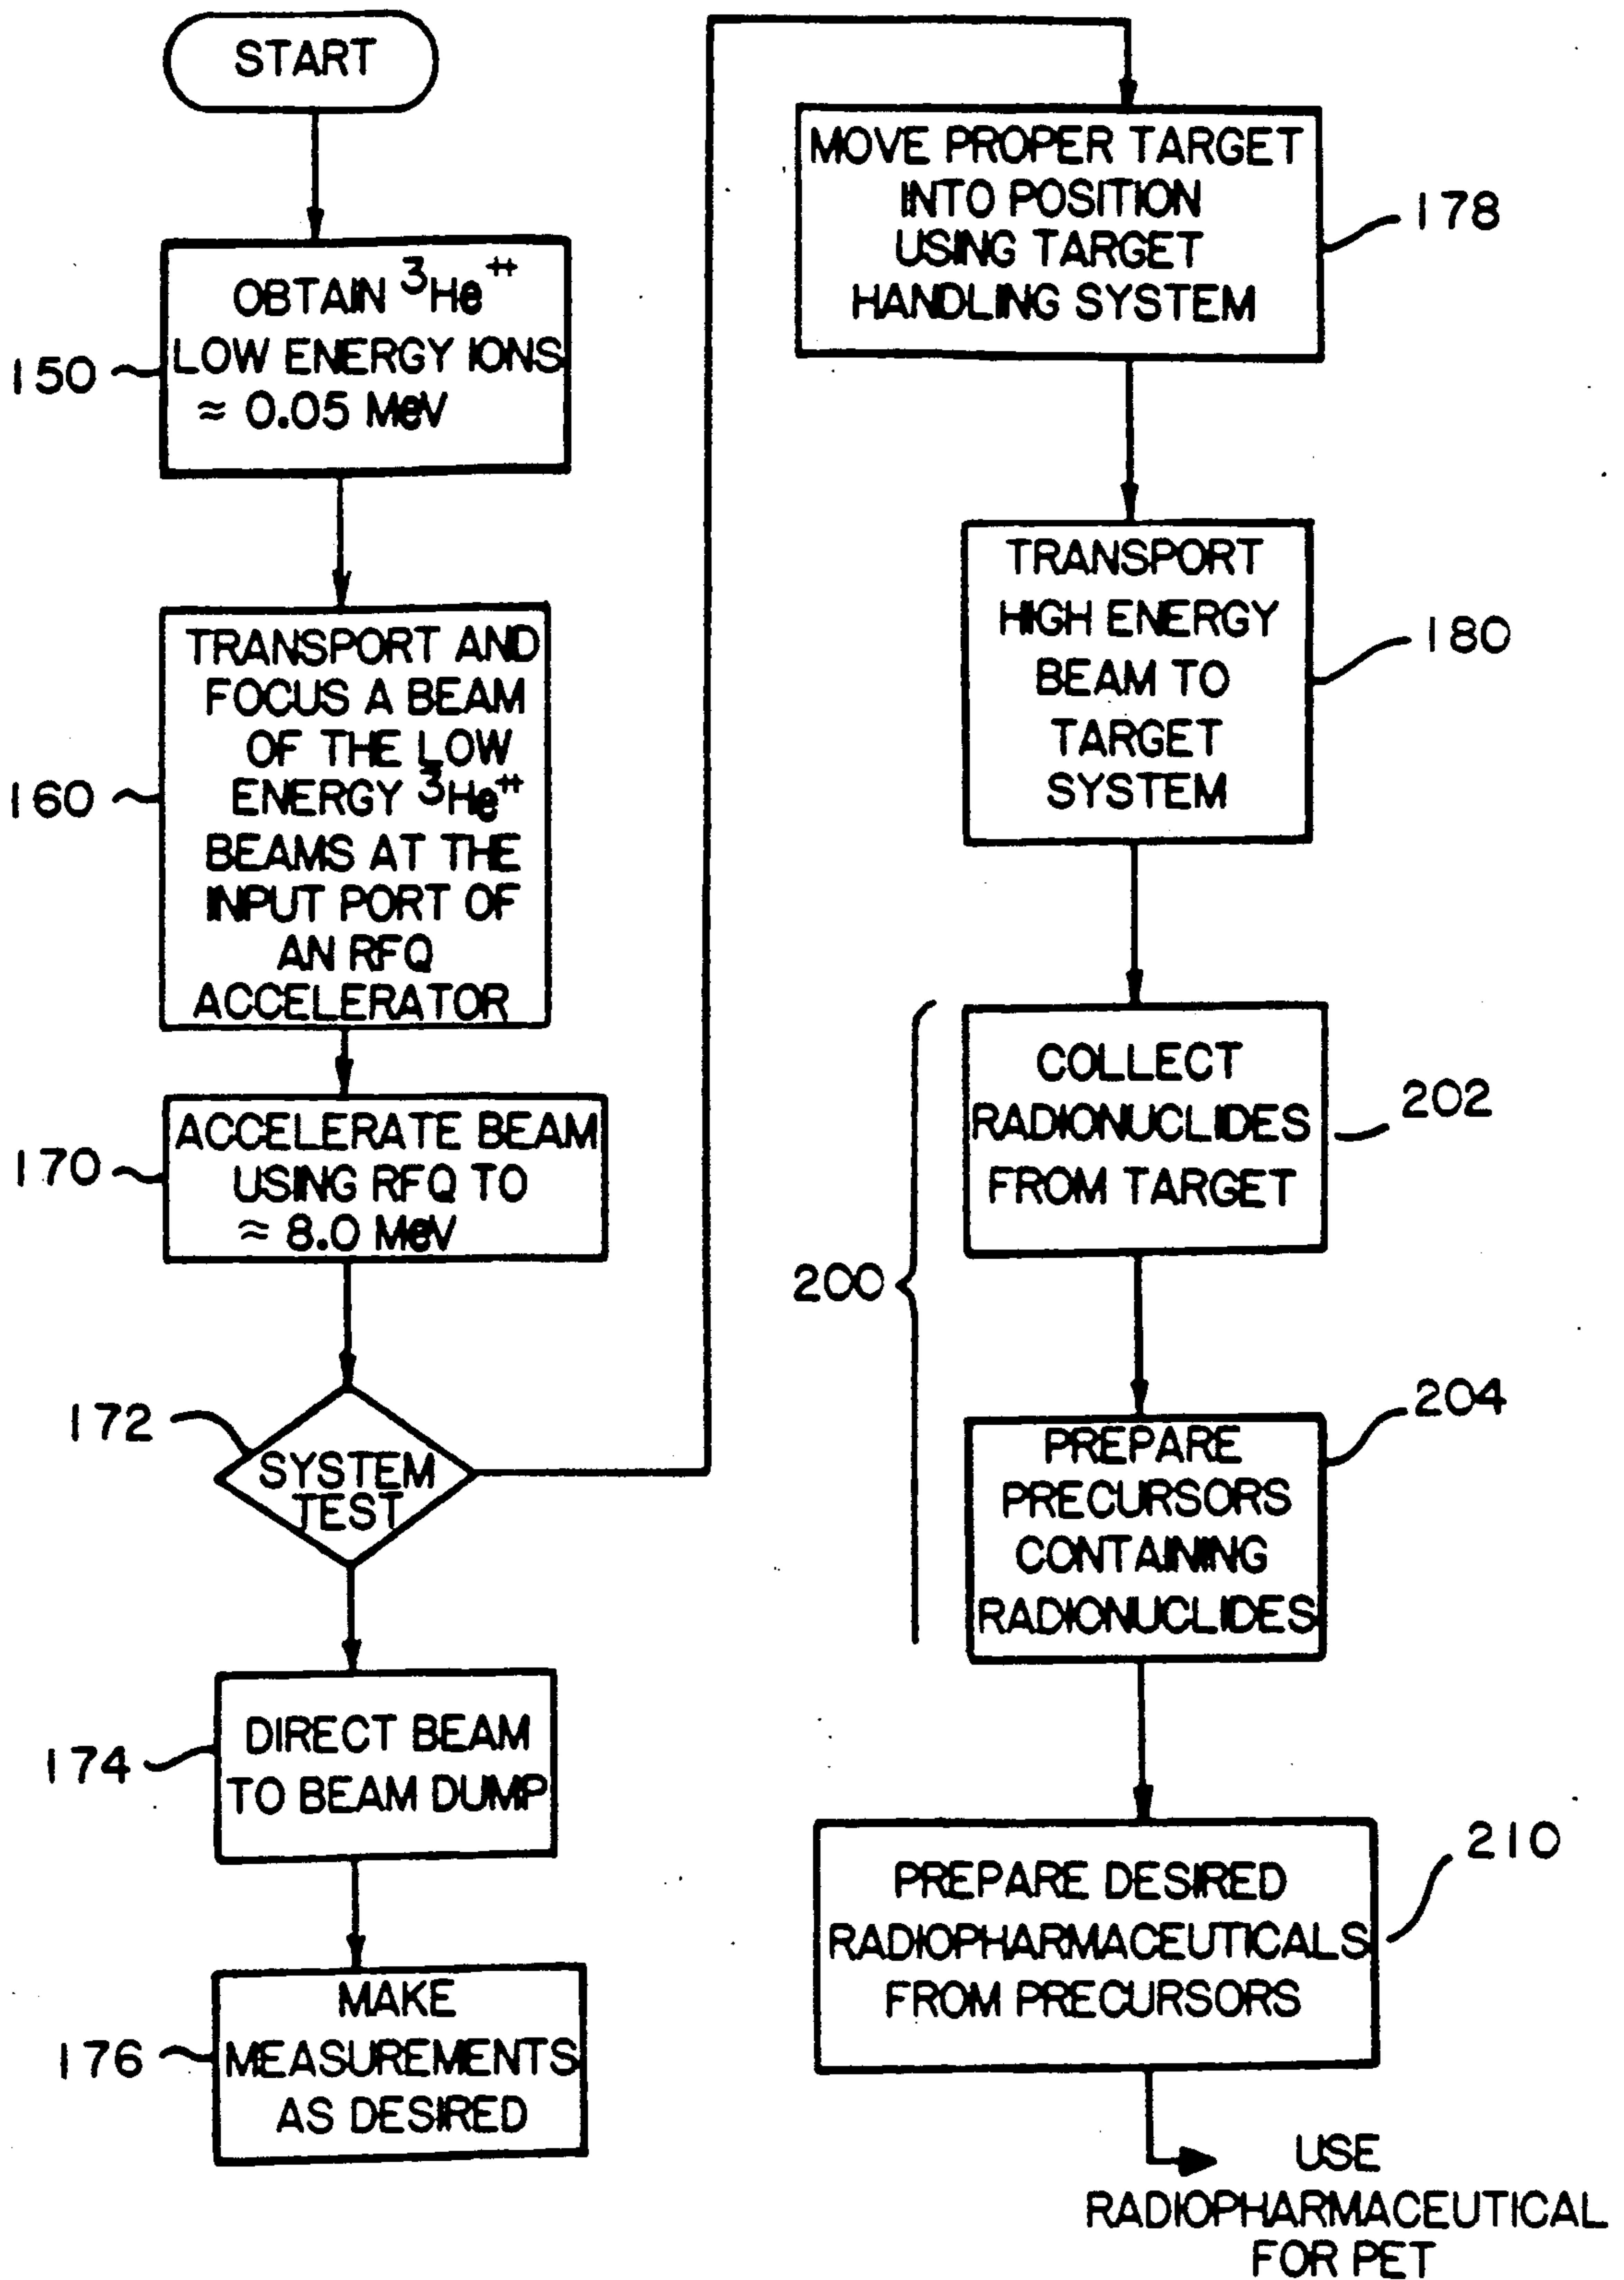 START
OBTAIN ³He⁺⁺
LOW ENERGY IONS
≈ 0.05 MeV
150
TRANSPORT AND
FOCUS A BEAM
OF THE LOW
ENERGY ³He⁺⁺
BEAMS AT THE
INPUT PORT OF
AN RFQ
ACCELERATOR
160
ACCELERATE BEAM
USING RFQ TO
≈ 8.0 MeV
170
172
SYSTEM
TEST
DIRECT BEAM
TO BEAM DUMP
174
MAKE
MEASUREMENTS
AS DESIRED
176
MOVE PROPER TARGET
INTO POSITION
USING TARGET
HANDLING SYSTEM
178
TRANSPORT
HIGH ENERGY
BEAM TO
TARGET
SYSTEM
180
COLLECT
RADIONUCLIDES
FROM TARGET
202
200
PREPARE
PRECURSORS
CONTAINING
RADIONUCLIDES
204
PREPARE DESIRED
RADIOPHARMACEUTICALS
FROM PRECURSORS
210
USE
RADIOPHARMACEUTICAL
FOR PET